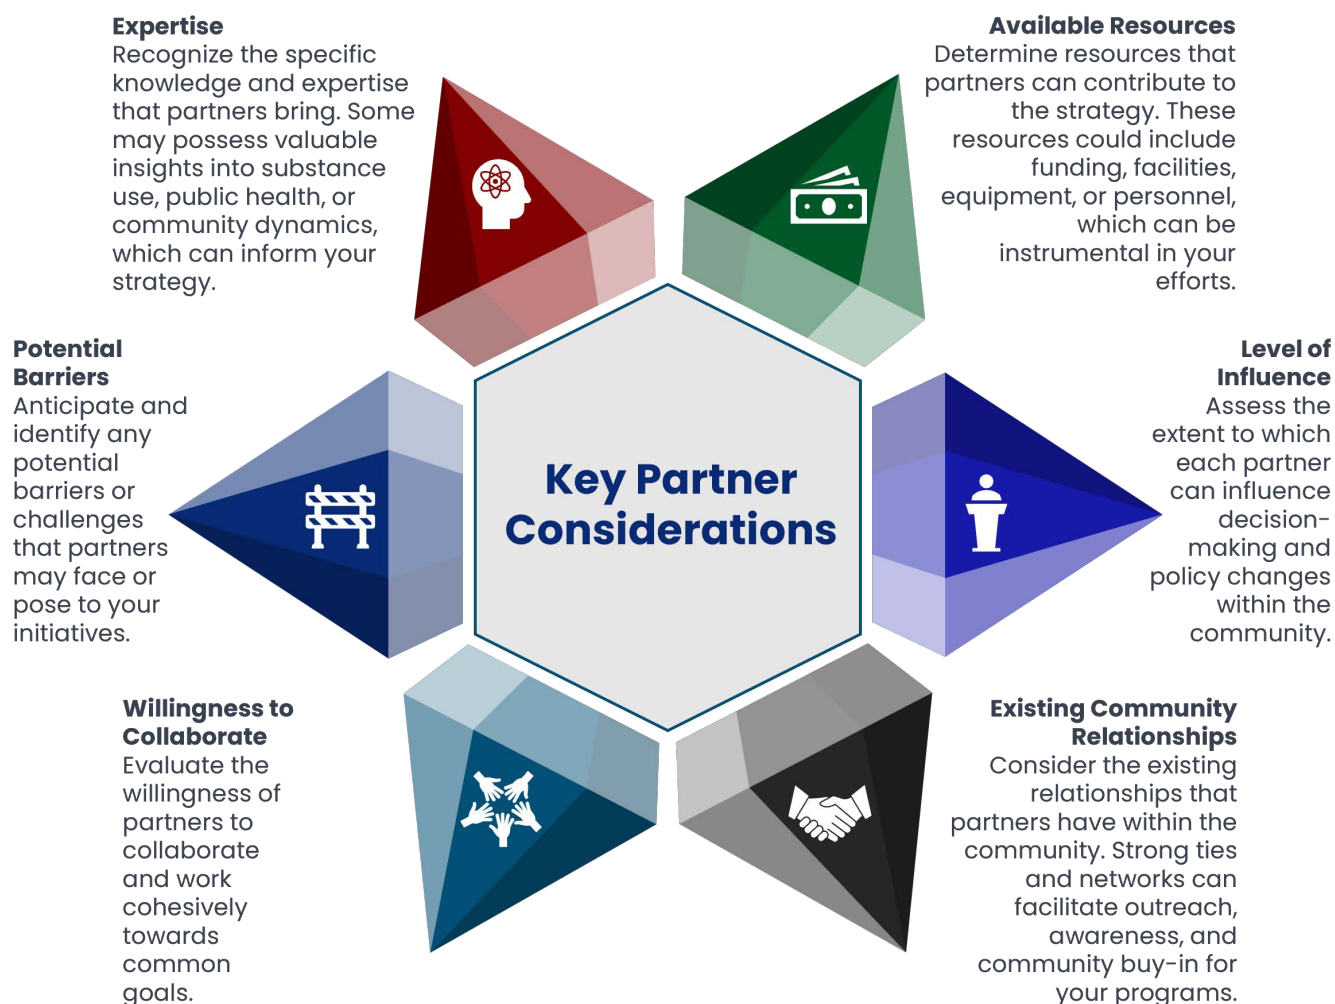 Expertise
Recognize the specific
knowledge and expertise
that partners bring. Some
may possess valuable
insights into substance
use, public health, or
community dynamics,
which can inform your
strategy.
Available Resources
Determine resources that
partners can contribute to
the strategy. These
resources could include
funding, facilities,
equipment, or personnel,
which can be
instrumental in your
efforts.
Potential
Barriers
Anticipate and
identify any
potential
barriers or
challenges
that partners
may face or
pose to your
initiatives.
Key Partner
Considerations
Level of
Influence
Assess the
extent to which
each partner
can influence
decision-
making and
policy changes
within the
community.
Willingness to
Collaborate
Evaluate the
willingness of
partners to
collaborate
and work
cohesively
towards
common
goals.
Existing Community
Relationships
Consider the existing
relationships that
partners have within the
community. Strong ties
and networks can
facilitate outreach,
awareness, and
community buy-in for
your programs.